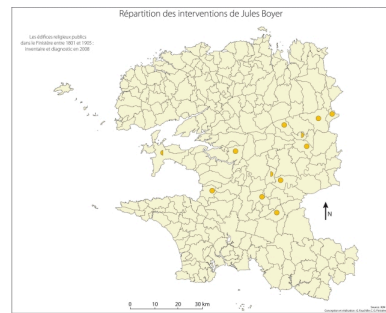 Répartition des interventions de Jules Boyer
Les édifices religieux publics
dans le Finistère entre 1801 et 1905 :
inventaire et diagnostic en 2008
N
0 10 20 30 km